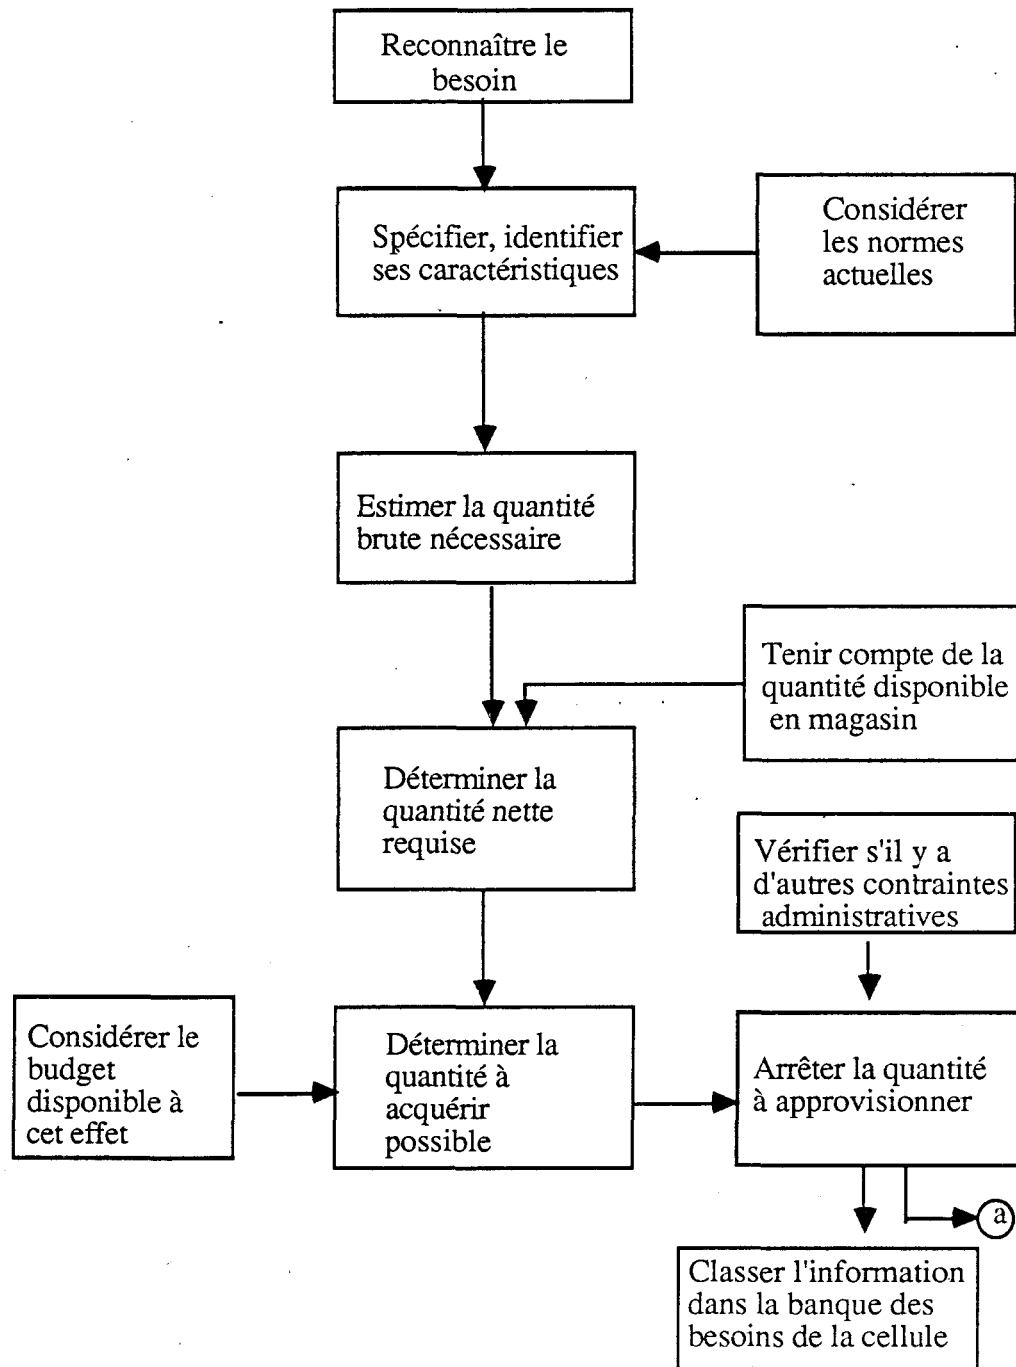 Reconnaître le
besoin
Spécifier, identifier
ses caractéristiques
Considérer
les normes
actuelles
Estimer la quantité
brute nécessaire
Tenir compte de la
quantité disponible
en magasin
Déterminer la
quantité nette
requise
Vérifier s'il y a
d'autres contraintes
administratives
Considérer le
budget
disponible à
cet effet
Déterminer la
quantité à
acquérir
possible
Arrêter la quantité
à approvisionner
a
Classer l'information
dans la banque des
besoins de la cellule